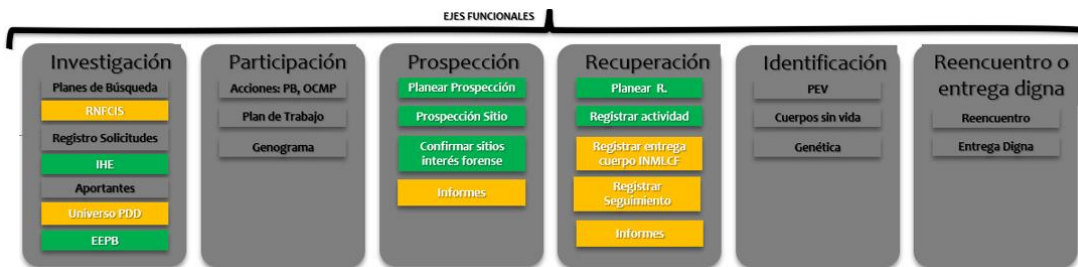 EJES FUNCIONALES
Investigación
Planes de Búsqueda
RNFCIS
Registro Solicitudes
IHE
Aportantes
Universo PDD
EEPB
Participación
Acciones: PB, OCMP
Plan de Trabajo
Genograma
Prospección
Planear Prospección
Prospección Sitio
Confirmar sitios
interés forense
Informes
Recuperación
Planear R.
Registrar actividad
Registrar entrega
cuerpo INMLCF
Registrar
Seguimiento
Informes
Identificación
PEV
Cuerpos sin vida
Genética
Reencuentro o
entrega digna
Reencuentro
Entrega Digna